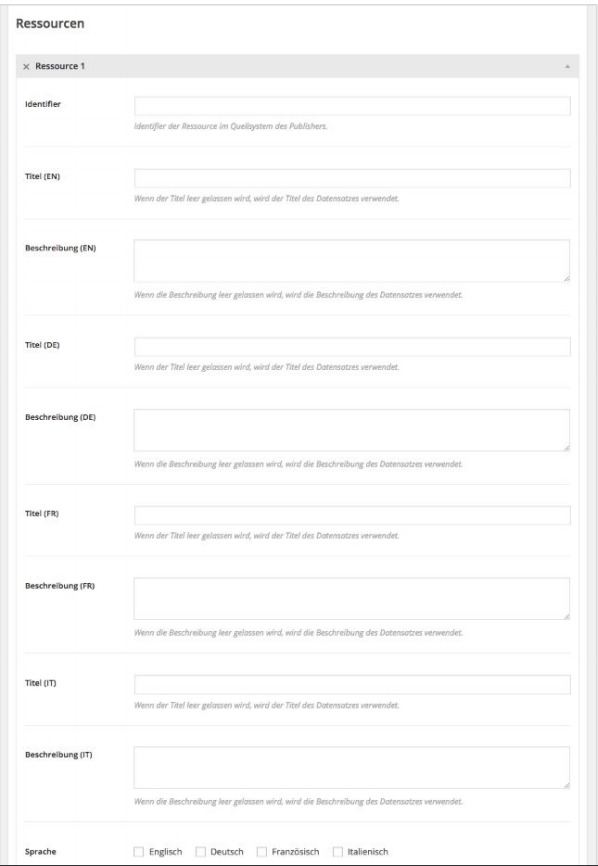 Ressourcen
× Ressource 1
Identifier
Identifier der Ressource im Quellsystem des Publishers.
Titel (EN)
Wenn der Titel leer gelassen wird, wird der Titel des Datensatzes verwendet.
Beschreibung (EN)
Wenn die Beschreibung leer gelassen wird, wird die Beschreibung des Datensatzes verwendet.
Titel (DE)
Wenn der Titel leer gelassen wird, wird der Titel des Datensatzes verwendet.
Beschreibung (DE)
Wenn die Beschreibung leer gelassen wird, wird die Beschreibung des Datensatzes verwendet.
Titel (FR)
Wenn der Titel leer gelassen wird, wird der Titel des Datensatzes verwendet.
Beschreibung (FR)
Wenn die Beschreibung leer gelassen wird, wird die Beschreibung des Datensatzes verwendet.
Titel (IT)
Wenn der Titel leer gelassen wird, wird der Titel des Datensatzes verwendet.
Beschreibung (IT)
Wenn die Beschreibung leer gelassen wird, wird die Beschreibung des Datensatzes verwendet.
Sprache Englisch Deutsch Französisch Italienisch